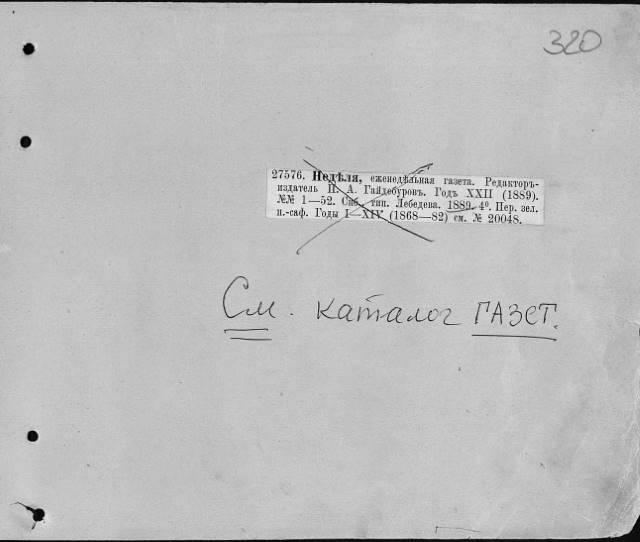 320
27576. Недѣля, еженедѣльная газета. Редакторъ-
издатель П. А. Гайдебуровъ. Годъ XXII (1889).
№№ 1—52. Спб., тип. Лебедева. 1889. 4⁰. Пер. зел.
п.-саф. Годы I—XIV (1868—82) см. № 20048.
См. каталог ГАЗЕТ.